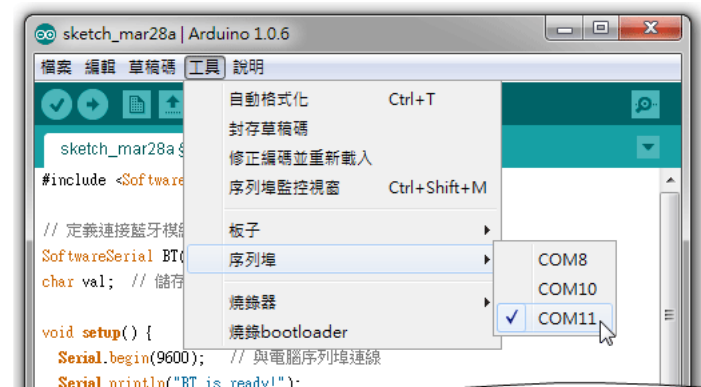 sketch_mar28a | Arduino 1.0.6
檔案 編輯 草稿碼 工具 說明
自動格式化 Ctrl+T
封存草稿碼
修正編碼並重新載入
序列埠監控視窗 Ctrl+Shift+M
板子
序列埠
燒錄器
燒錄bootloader
COM8
COM10
COM11
sketch_mar28a §
#include <Software
// 定義連接藍牙模
SoftwareSerial BT(
char val; // 儲存
void setup() {
Serial.begin(9600); // 與電腦序列埠連線
Serial.println("BT is ready!");